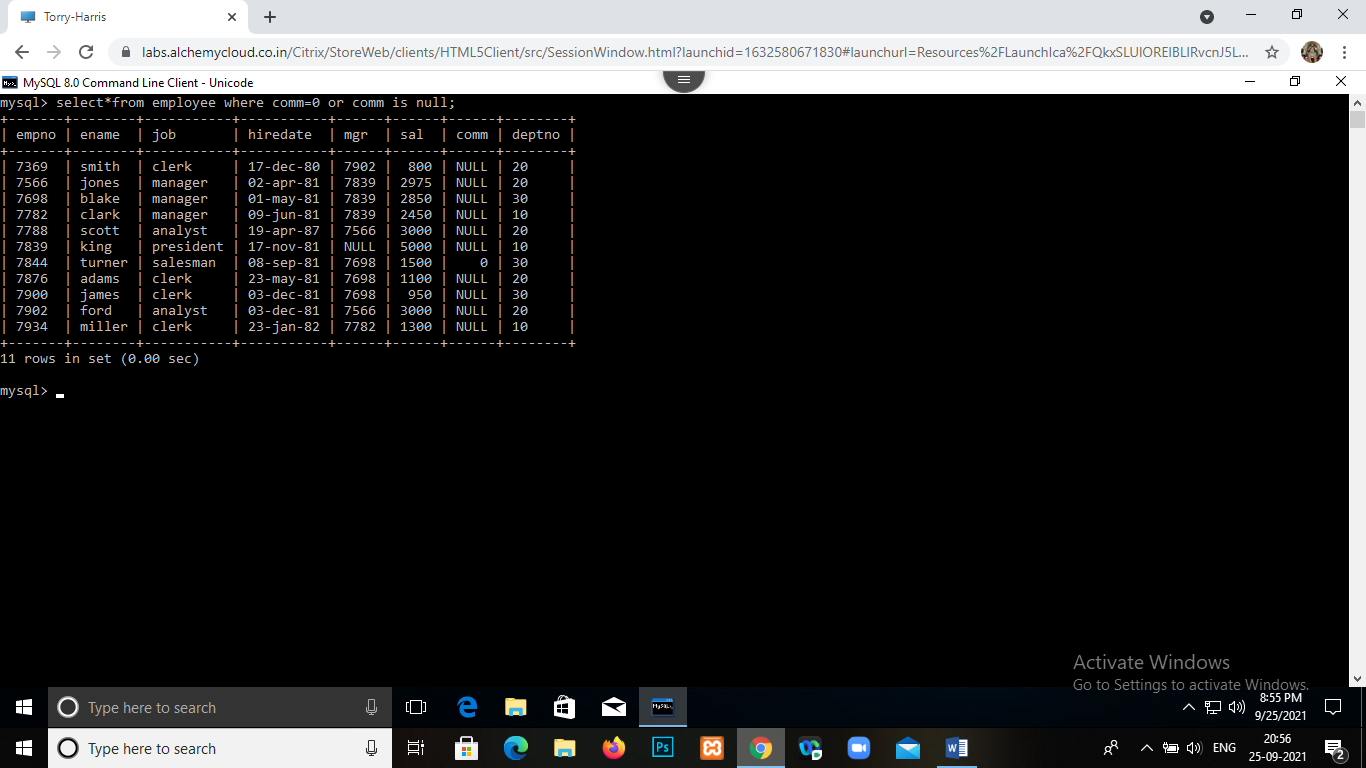 Torry-Harris
labs.alchemycloud.co.in/Citrix/StoreWeb/clients/HTML5Client/src/SessionWindow.html?launchid=1632580671830#launchurl=Resources%2FLaunchIca%2FQkxSLUlOREIBLIRvcnJ5L...
MySQL 8.0 Command Line Client - Unicode
mysql> select*from employee where comm=0 or comm is null;
+-------+--------+-----------+-----------+------+------+------+--------+
| empno | ename  | job       | hiredate  | mgr  | sal  | comm | deptno |
+-------+--------+-----------+-----------+------+------+------+--------+
| 7369  | smith  | clerk     | 17-dec-80 | 7902 |  800 | NULL | 20     |
| 7566  | jones  | manager   | 02-apr-81 | 7839 | 2975 | NULL | 20     |
| 7698  | blake  | manager   | 01-may-81 | 7839 | 2850 | NULL | 30     |
| 7782  | clark  | manager   | 09-jun-81 | 7839 | 2450 | NULL | 10     |
| 7788  | scott  | analyst   | 19-apr-87 | 7566 | 3000 | NULL | 20     |
| 7839  | king   | president | 17-nov-81 | NULL | 5000 | NULL | 10     |
| 7844  | turner | salesman  | 08-sep-81 | 7698 | 1500 |    0 | 30     |
| 7876  | adams  | clerk     | 23-may-81 | 7698 | 1100 | NULL | 20     |
| 7900  | james  | clerk     | 03-dec-81 | 7698 |  950 | NULL | 30     |
| 7902  | ford   | analyst   | 03-dec-81 | 7566 | 3000 | NULL | 20     |
| 7934  | miller | clerk     | 23-jan-82 | 7782 | 1300 | NULL | 10     |
+-------+--------+-----------+-----------+------+------+------+--------+
11 rows in set (0.00 sec)
mysql>
Activate Windows
Go to Settings to activate Windows.
Type here to search
MySQL
8:55 PM
9/25/2021
Type here to search
Ps
W
ENG
20:56
25-09-2021
2